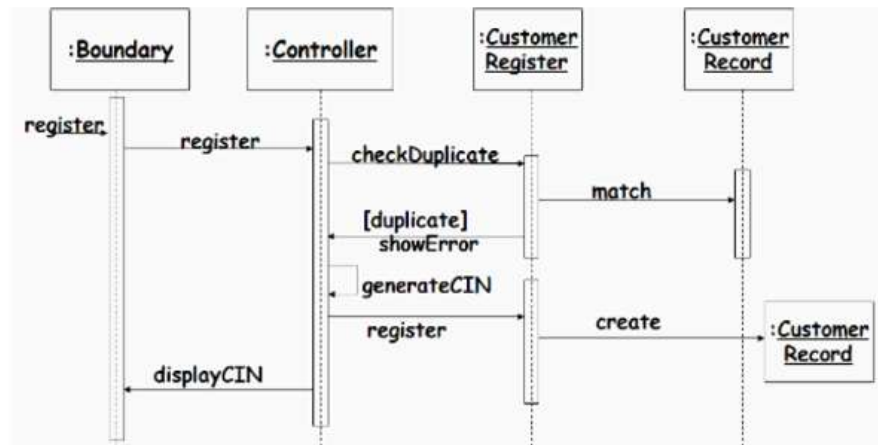 :Boundary
:Controller
:Customer
Register
:Customer
Record
register
register
checkDuplicate
match
[duplicate]
showError
generateCIN
register
create
:Customer
Record
displayCIN